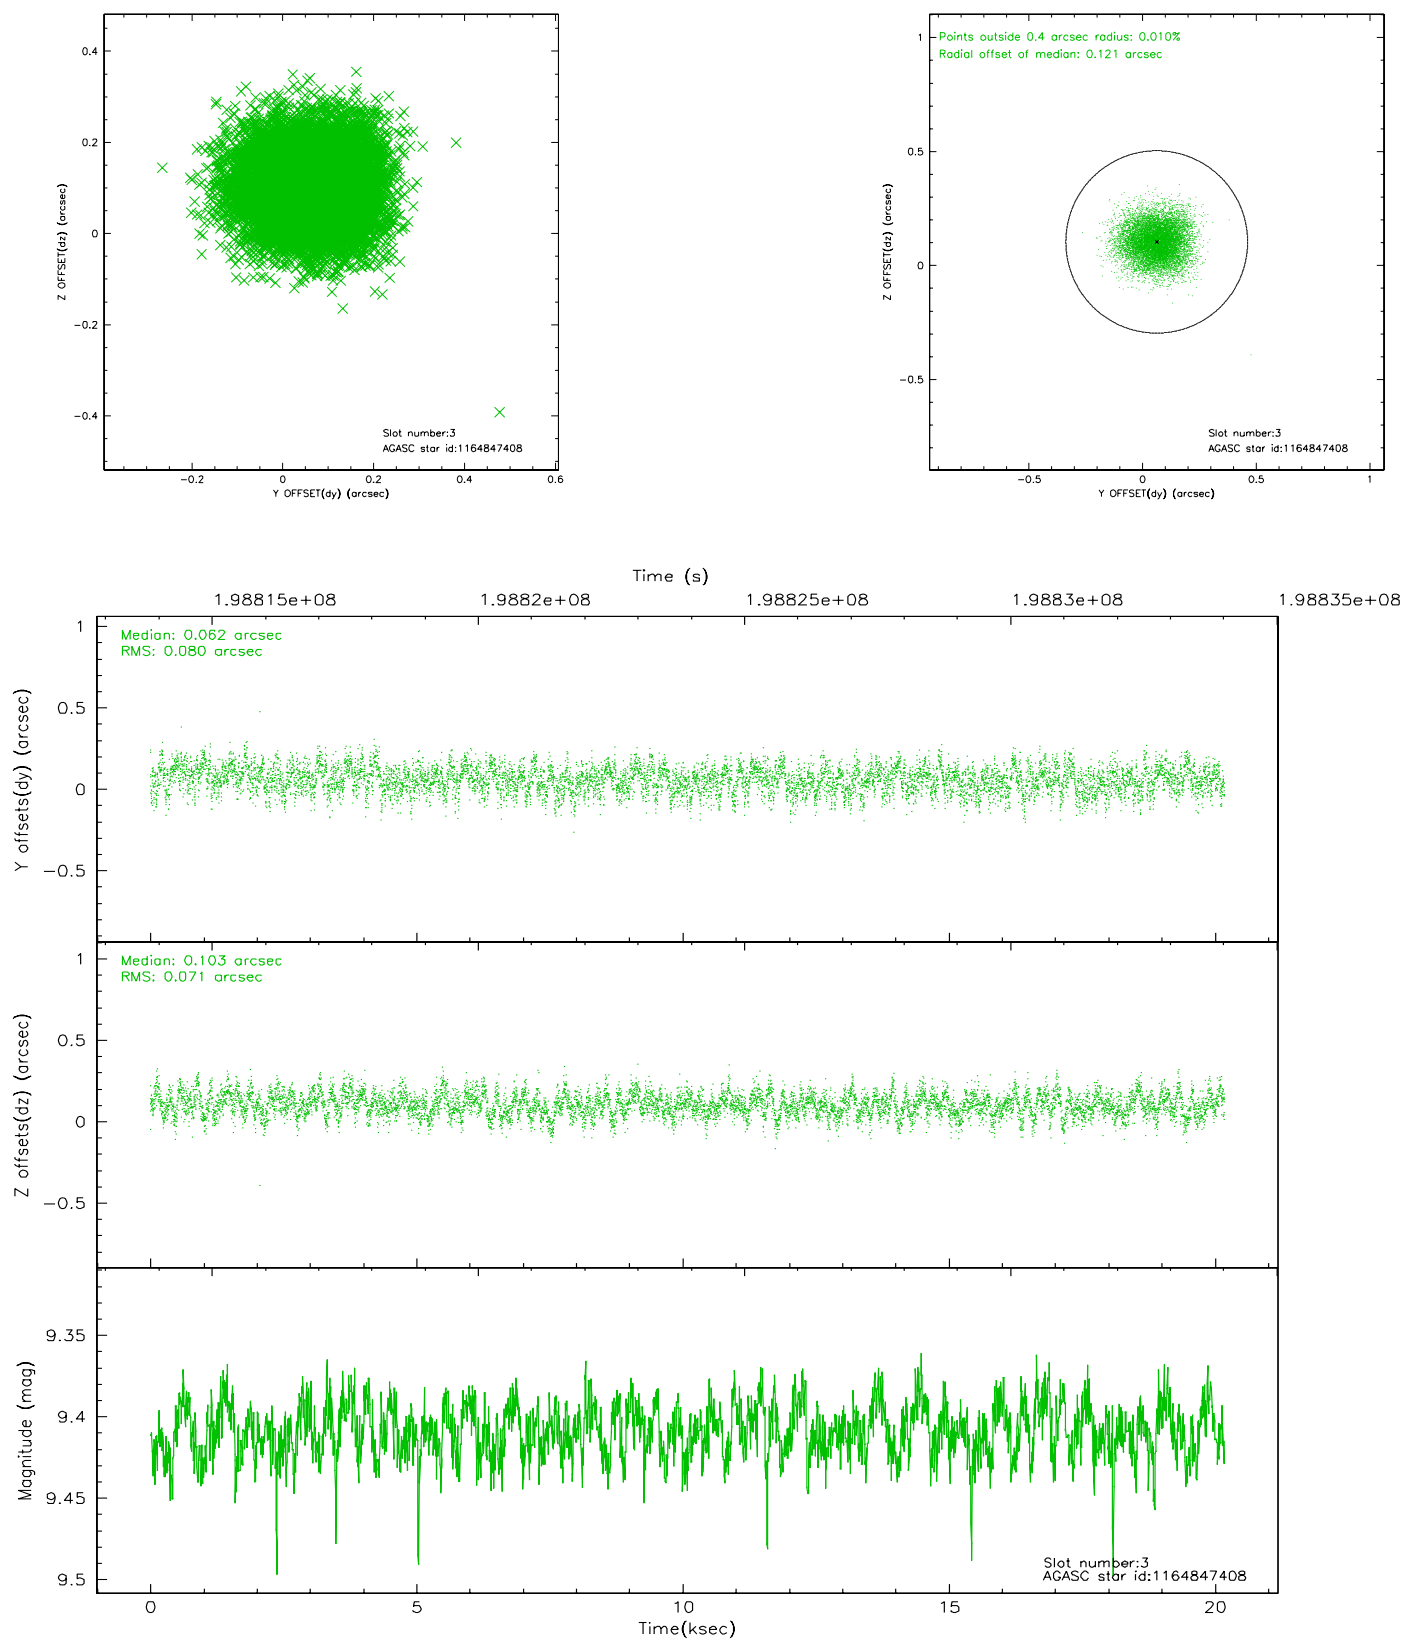 0.4
0.2
0
−0.2
−0.4
Z OFFSET(dz) (arcsec)
Slot number:3
AGASC star id:1164847408
−0.2
0
0.2
0.4
0.6
Y OFFSET(dy) (arcsec)
Points outside 0.4 arcsec radius: 0.010%
Radial offset of median: 0.121 arcsec
1
0.5
0
−0.5
Z OFFSET(dz) (arcsec)
Slot number:3
AGASC star id:1164847408
−0.5
0
0.5
1
Y OFFSET(dy) (arcsec)
Time (s)
1.98815e+08
1.9882e+08
1.98825e+08
1.9883e+08
1.98835e+08
Median: 0.062 arcsec
RMS: 0.080 arcsec
1
0.5
0
−0.5
Y offsets(dy) (arcsec)
Median: 0.103 arcsec
RMS: 0.071 arcsec
1
0.5
0
−0.5
Z offsets(dz) (arcsec)
9.35
9.4
9.45
9.5
Magnitude (mag)
Slot number:3
AGASC star id:1164847408
0
5
10
15
20
Time(ksec)